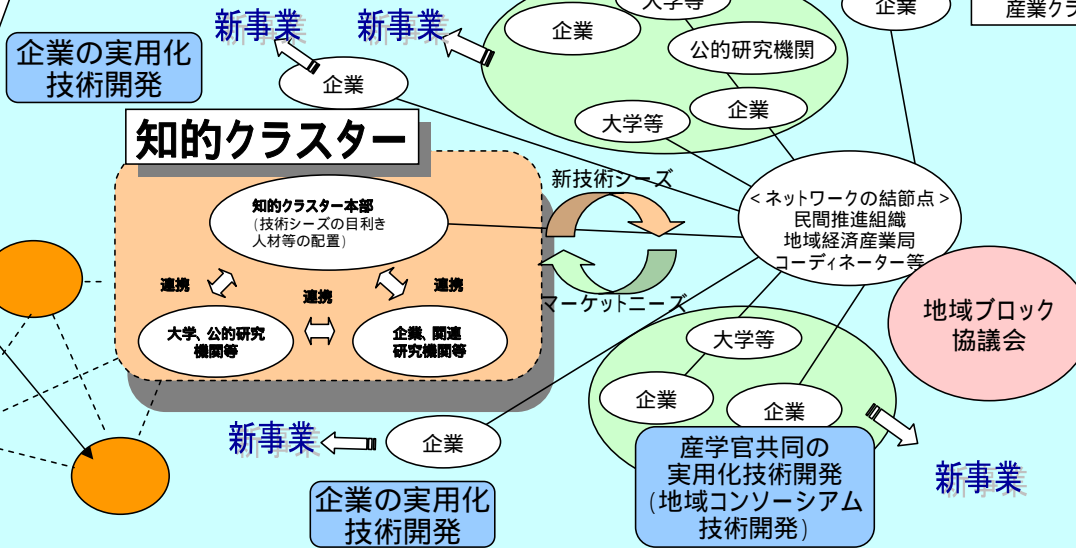 新事業
新事業
企業
大学等
企業
産業クラ
企業の実用化
技術開発
企業
公的研究機関
企業
大学等
知的クラスター
知的クラスター本部
(技術シーズの目利き
人材等の配置)
連携
連携
連携
大学、公的研究
機関等
企業、関連
研究機関等
新技術シーズ
マーケットニーズ
<ネットワークの結節点>
民間推進組織
地域経済産業局
コーディネーター等
地域ブロック
協議会
大学等
企業
企業
新事業
企業
産学官共同の
実用化技術開発
(地域コンソーシアム
技術開発)
新事業
企業の実用化
技術開発